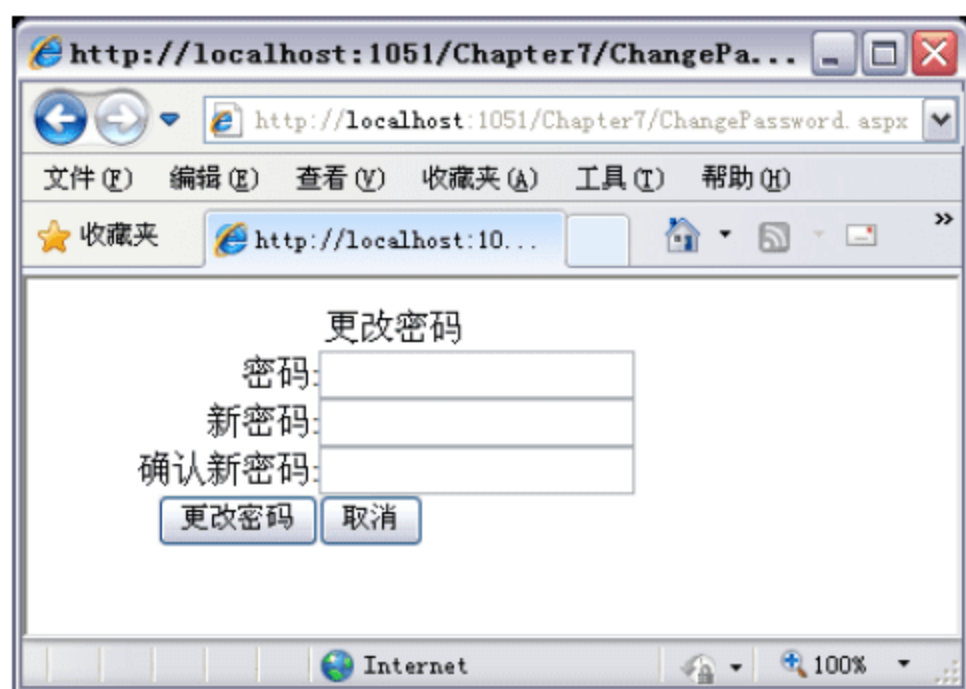 http://localhost:1051/Chapter7/ChangePa...
http://localhost:1051/Chapter7/ChangePassword.aspx
文件(F) 编辑(E) 查看(V) 收藏夹(A) 工具(T) 帮助(H)
收藏夹 http://localhost:10... »
更改密码
密码:
新密码:
确认新密码:
更改密码 取消
Internet 100%